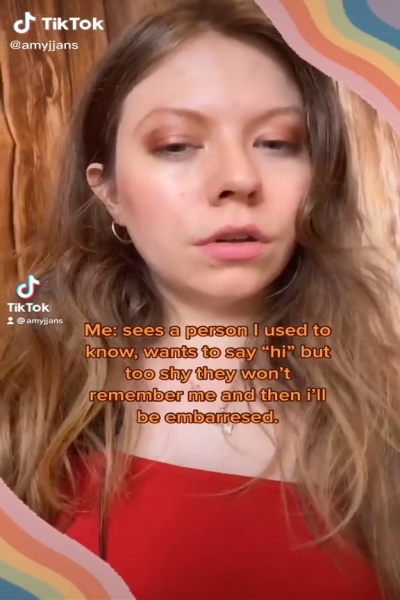 TikTok
@amyjjans
TikTok
@amyjjans
Me: sees a person I used to
know, wants to say “hi” but
too shy they won’t
remember me and then i’ll
be embarresed.